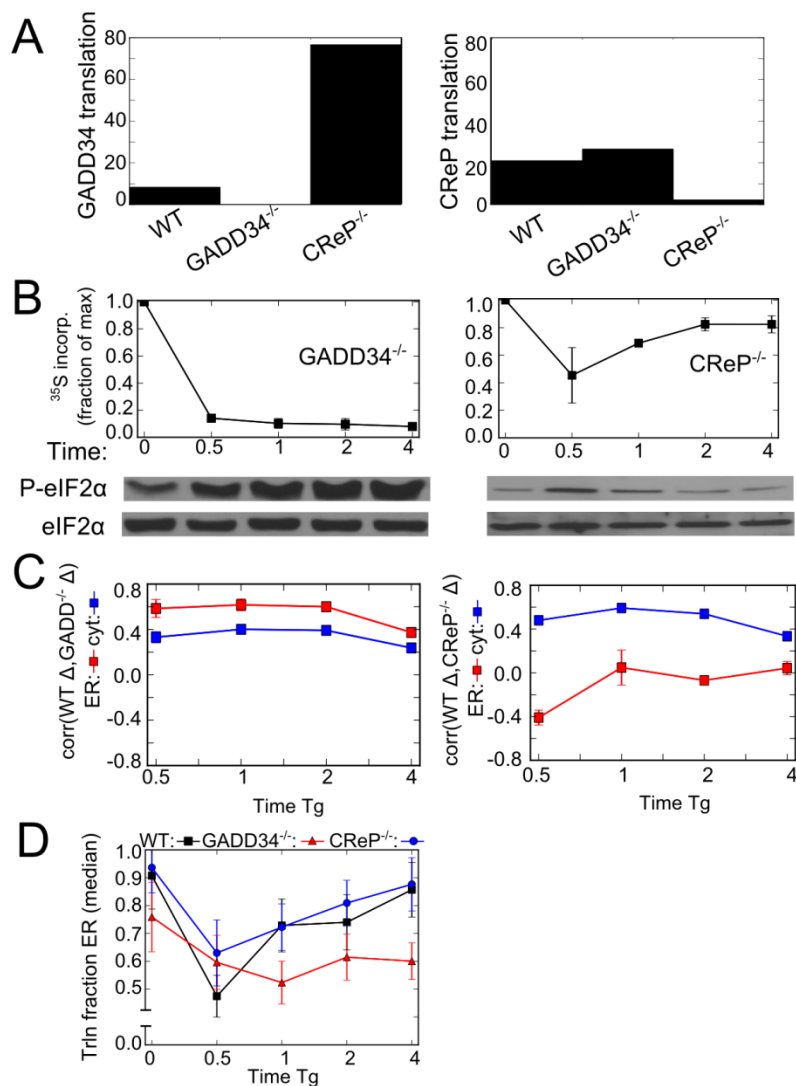 A
GADD34 translation
80
60
40
20
0
WT
GADD34-/-
CReP-/-
CReP translation
80
60
40
20
0
WT
GADD34-/-
CReP-/-
B
35S incorp.
(fraction of max)
1.0
0.8
0.6
0.4
0.2
0.0
GADD34-/-
0 0.5 1 2 4
1.0
0.8
0.6
0.4
0.2
0.0
CReP-/-
0 0.5 1 2 4
Time:
P-eIF2α
eIF2α
C
corr(WT Δ,GADD-/- Δ)
ER: cyt:
0.8
0.4
0.0
-0.4
-0.8
0.5 1 2 4
Time Tg
corr(WT Δ,CReP-/- Δ)
ER: cyt:
0.8
0.4
0.0
-0.4
-0.8
0.5 1 2 4
Time Tg
D
WT: GADD34-/-: CReP-/-:
Trln fraction ER (median)
1.0
0.9
0.8
0.7
0.6
0.5
0.0
0 0.5 1 2 4
Time Tg